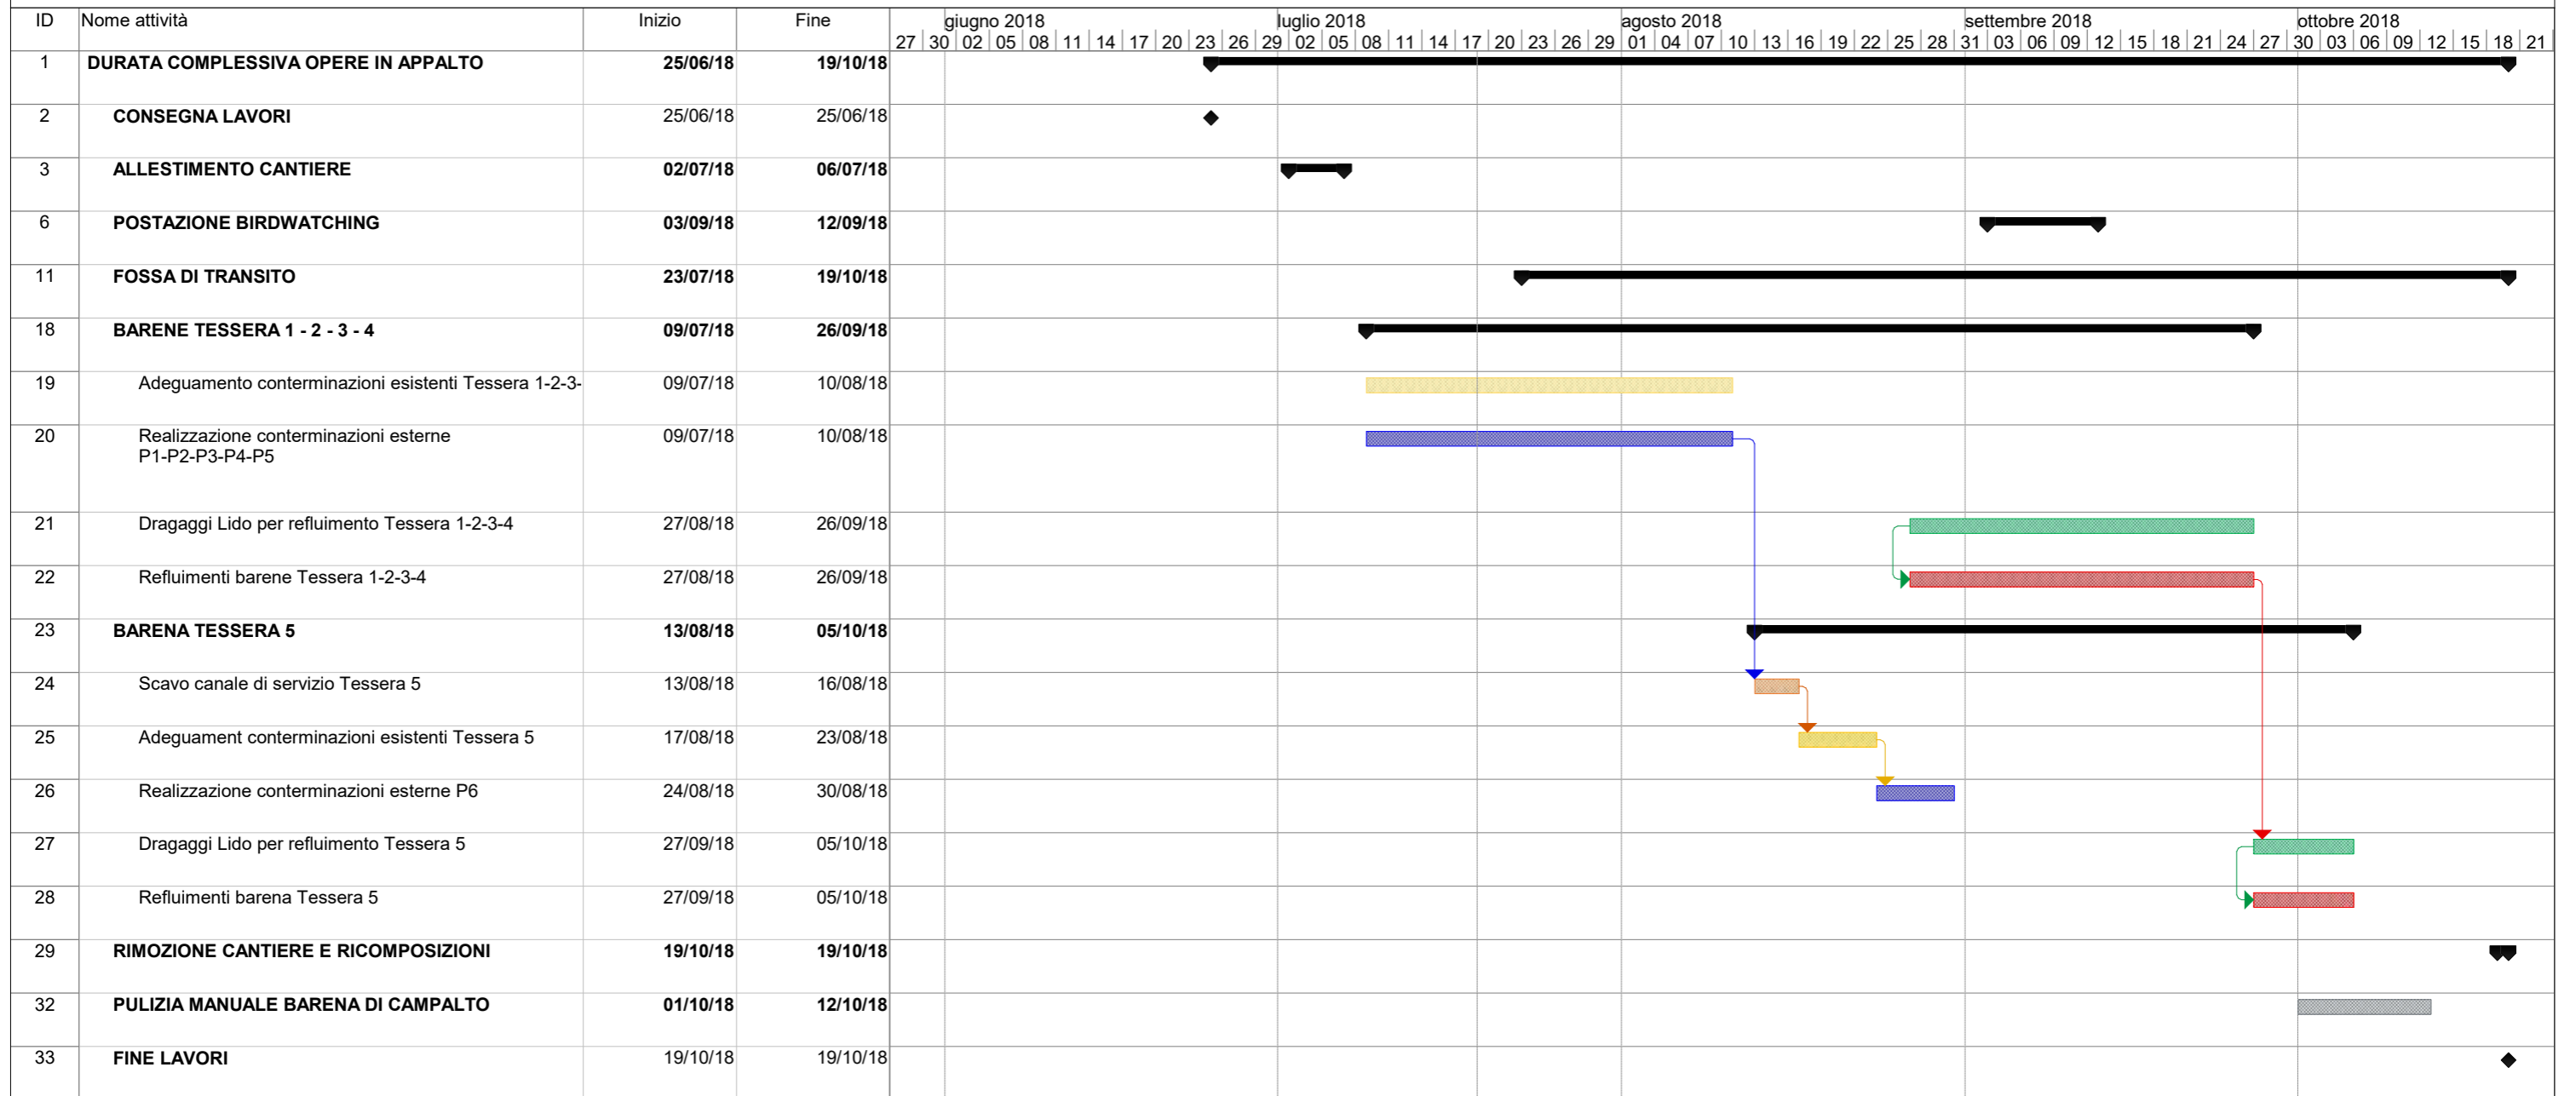 ID Nome attività Inizio Fine giugno 2018 luglio 2018 agosto 2018 settembre 2018 ottobre 2018
27 30 02 05 08 11 14 17 20 23 26 29 02 05 08 11 14 17 20 23 26 29 01 04 07 10 13 16 19 22 25 28 31 03 06 09 12 15 18 21 24 27 30 03 06 09 12 15 18 21
1 DURATA COMPLESSIVA OPERE IN APPALTO 25/06/18 19/10/18
2 CONSEGNA LAVORI 25/06/18 25/06/18
3 ALLESTIMENTO CANTIERE 02/07/18 06/07/18
6 POSTAZIONE BIRDWATCHING 03/09/18 12/09/18
11 FOSSA DI TRANSITO 23/07/18 19/10/18
18 BARENE TESSERA 1 - 2 - 3 - 4 09/07/18 26/09/18
19 Adeguamento conterminazioni esistenti Tessera 1-2-3- 09/07/18 10/08/18
20 Realizzazione conterminazioni esterne 09/07/18 10/08/18
P1-P2-P3-P4-P5
21 Dragaggi Lido per refluimento Tessera 1-2-3-4 27/08/18 26/09/18
22 Refluimenti barene Tessera 1-2-3-4 27/08/18 26/09/18
23 BARENA TESSERA 5 13/08/18 05/10/18
24 Scavo canale di servizio Tessera 5 13/08/18 16/08/18
25 Adeguament conterminazioni esistenti Tessera 5 17/08/18 23/08/18
26 Realizzazione conterminazioni esterne P6 24/08/18 30/08/18
27 Dragaggi Lido per refluimento Tessera 5 27/09/18 05/10/18
28 Refluimenti barena Tessera 5 27/09/18 05/10/18
29 RIMOZIONE CANTIERE E RICOMPOSIZIONI 19/10/18 19/10/18
32 PULIZIA MANUALE BARENA DI CAMPALTO 01/10/18 12/10/18
33 FINE LAVORI 19/10/18 19/10/18